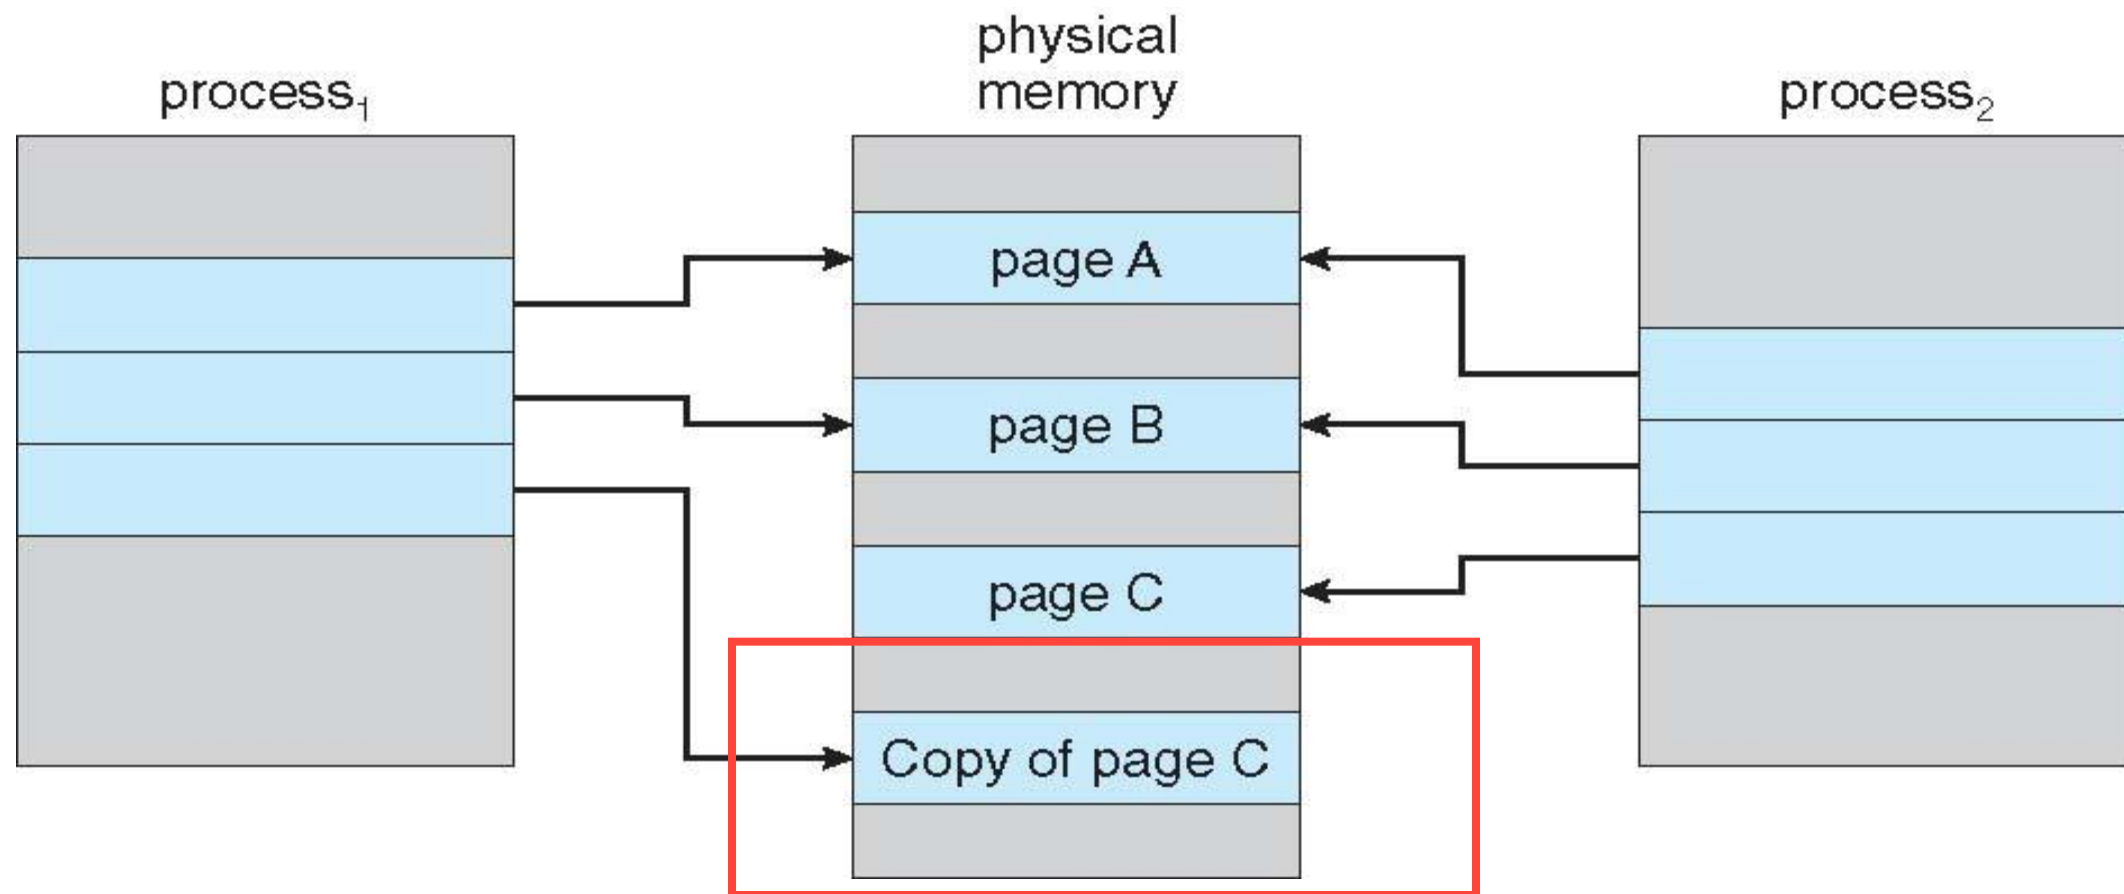 physical
memory
process₁
process₂
page A
page B
page C
Copy of page C